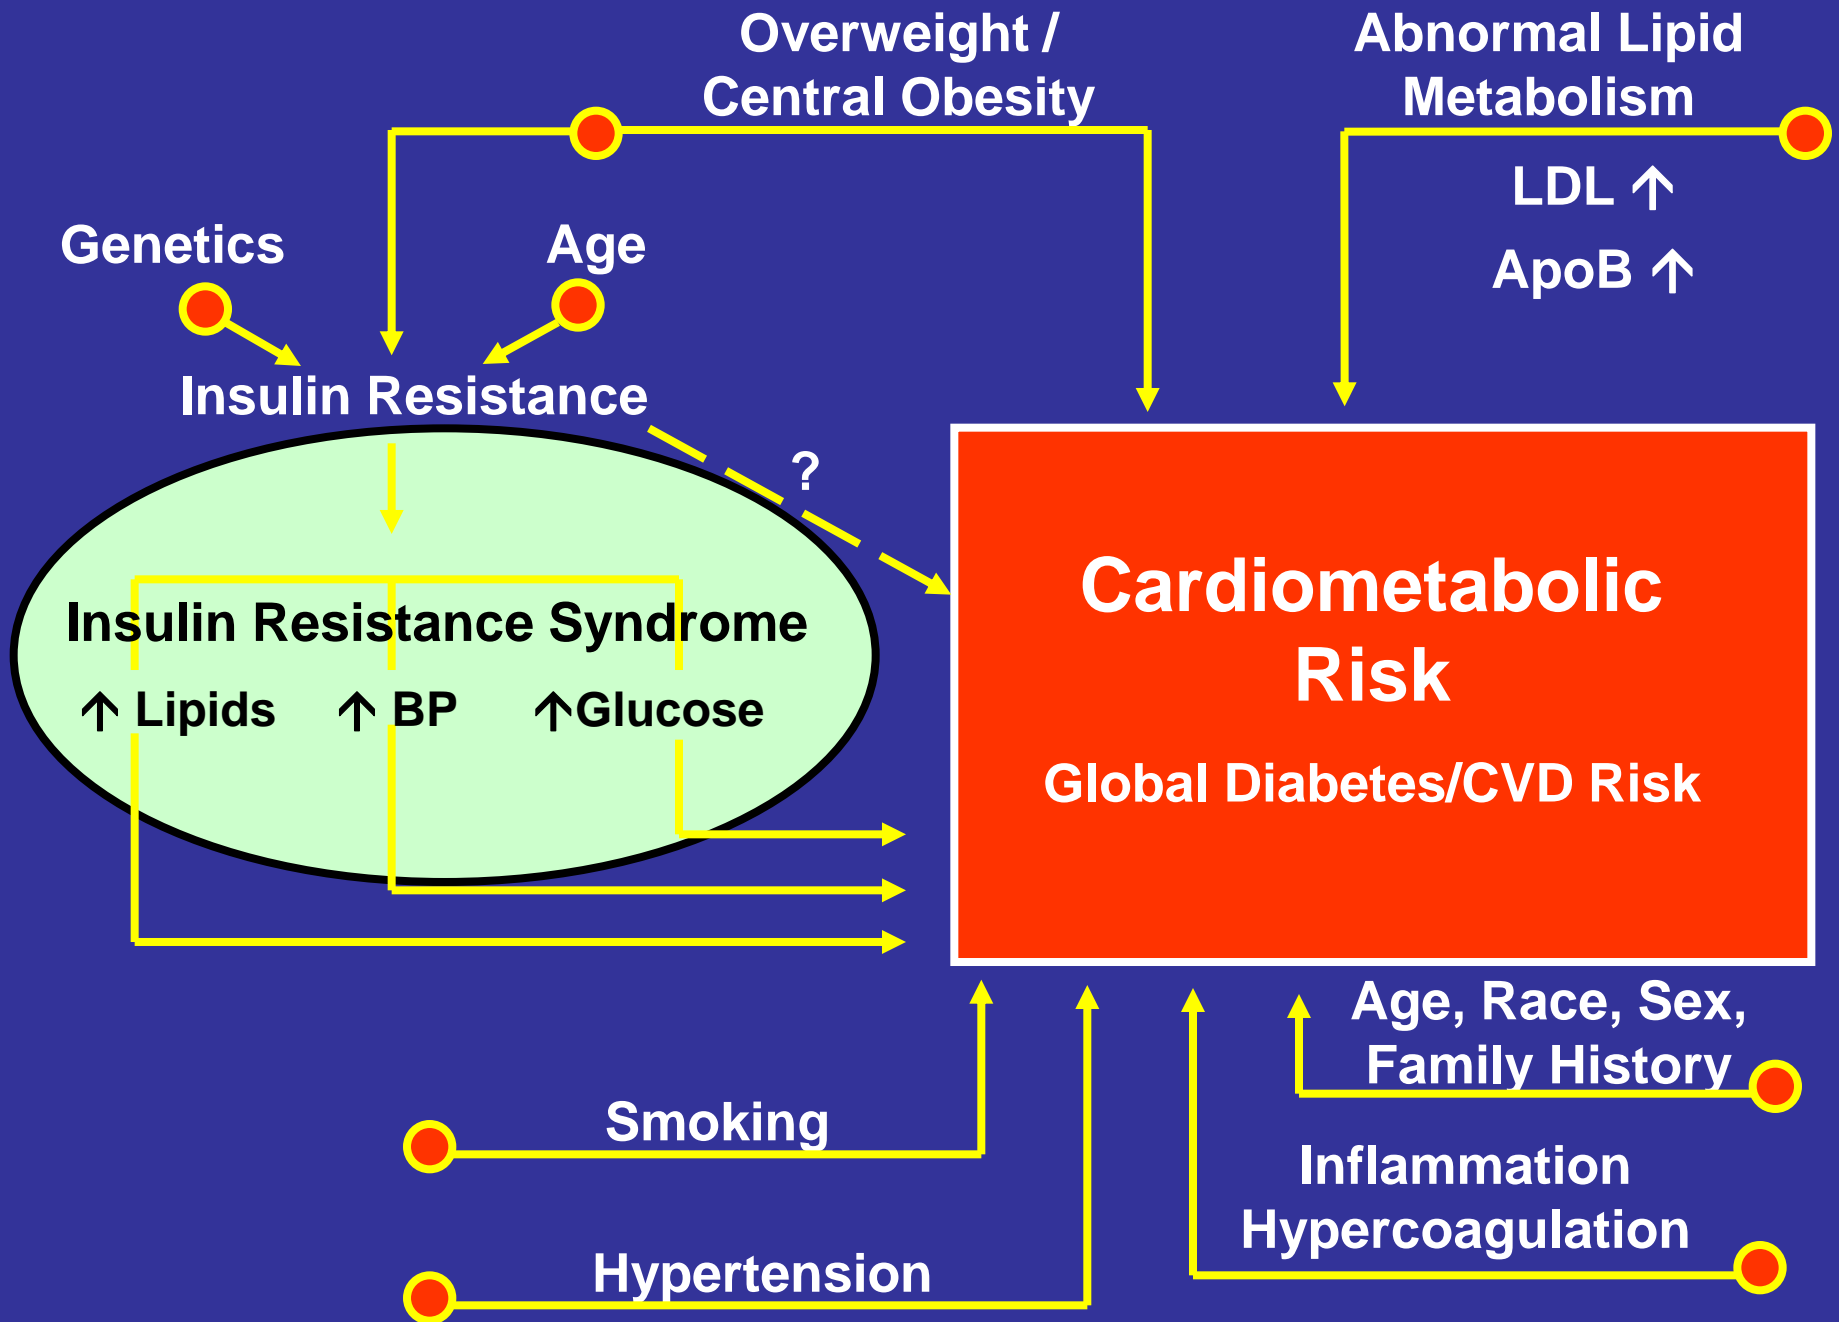 Overweight /
Central Obesity
Abnormal Lipid
Metabolism
LDL ↑
ApoB ↑
Genetics
Age
Insulin Resistance
?
Insulin Resistance Syndrome
↑ Lipids
↑ BP
↑Glucose
Cardiometabolic
Risk
Global Diabetes/CVD Risk
Age, Race, Sex,
Family History
Smoking
Inflammation
Hypercoagulation
Hypertension